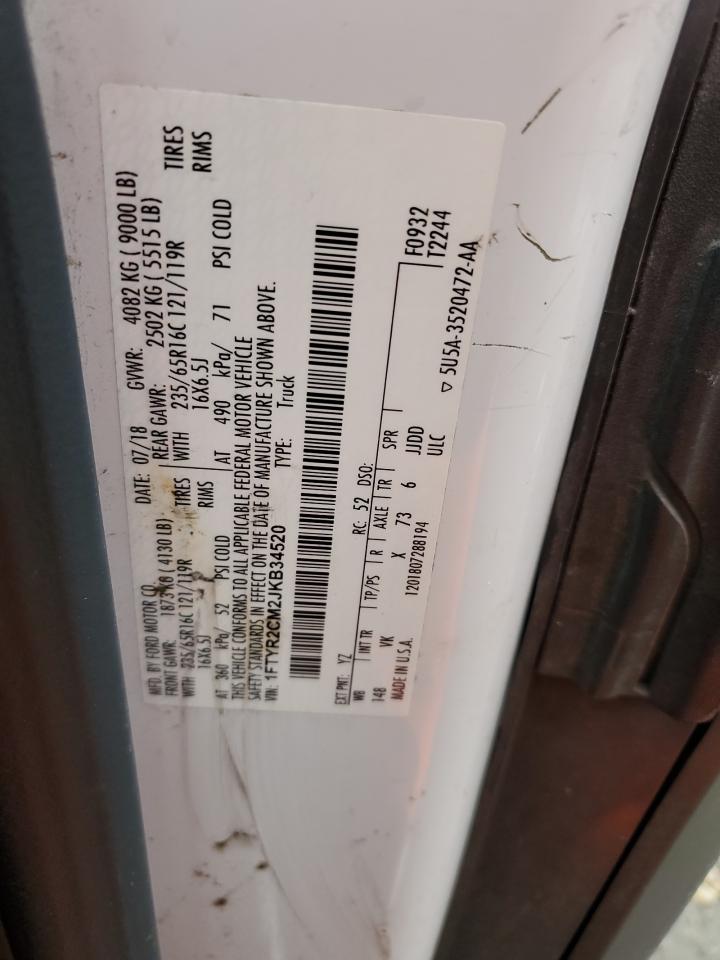 MFD. BY FORD MOTOR CO. DATE: 07/18 GVWR: 4082 KG ( 9000 LB)
FRONT GAWR: 1873KG ( 4130 LB) REAR GAWR: 2502 KG ( 5515 LB)
WITH 235/65R16C 121/119R TIRES WITH 235/65R16C 121/119R TIRES
16X6.5J RIMS 16X6.5J RIMS
AT 360 kPa/ 52 PSI COLD AT 490 kPa/ 71 PSI COLD
THIS VEHICLE CONFORMS TO ALL APPLICABLE FEDERAL MOTOR VEHICLE
SAFETY STANDARDS IN EFFECT ON THE DATE OF MANUFACTURE SHOWN ABOVE.
VIN: 1FTYR2CM2JKB34520 TYPE: Truck
EXT PNT: YZ RC: 52 DSO: F0932
WB INT TR TP/PS R AXLE TR SPR T2244
148 VK X 73 6 JJDD
MADE IN U.S.A. 1201807288194 ULC ▽ 5U5A-3520472-AA